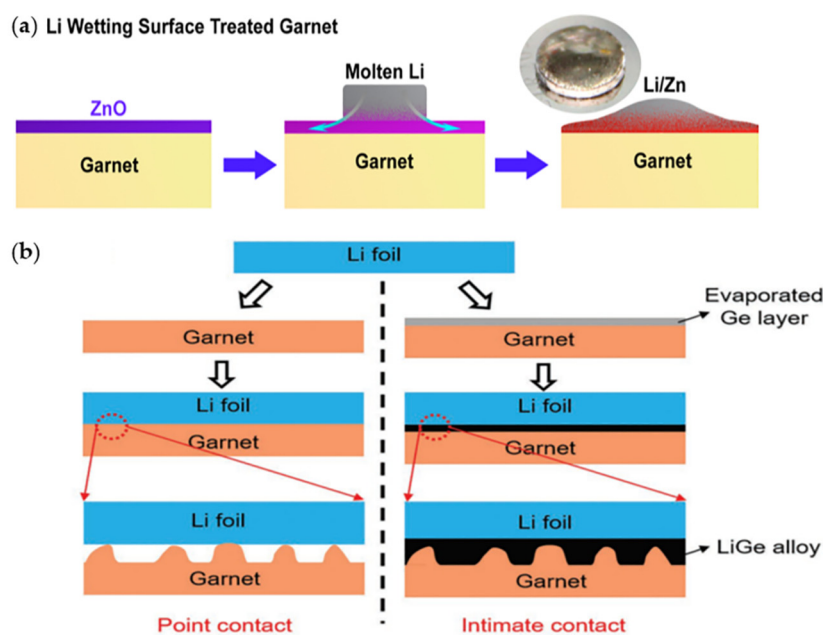 (a) Li Wetting Surface Treated Garnet
Molten Li
Li/Zn
ZnO
Garnet
Garnet
Garnet
(b)
Li foil
Evaporated
Ge layer
Garnet
Garnet
Li foil
Li foil
Garnet
Garnet
Li foil
Li foil
LiGe alloy
Garnet
Garnet
Point contact
Intimate contact